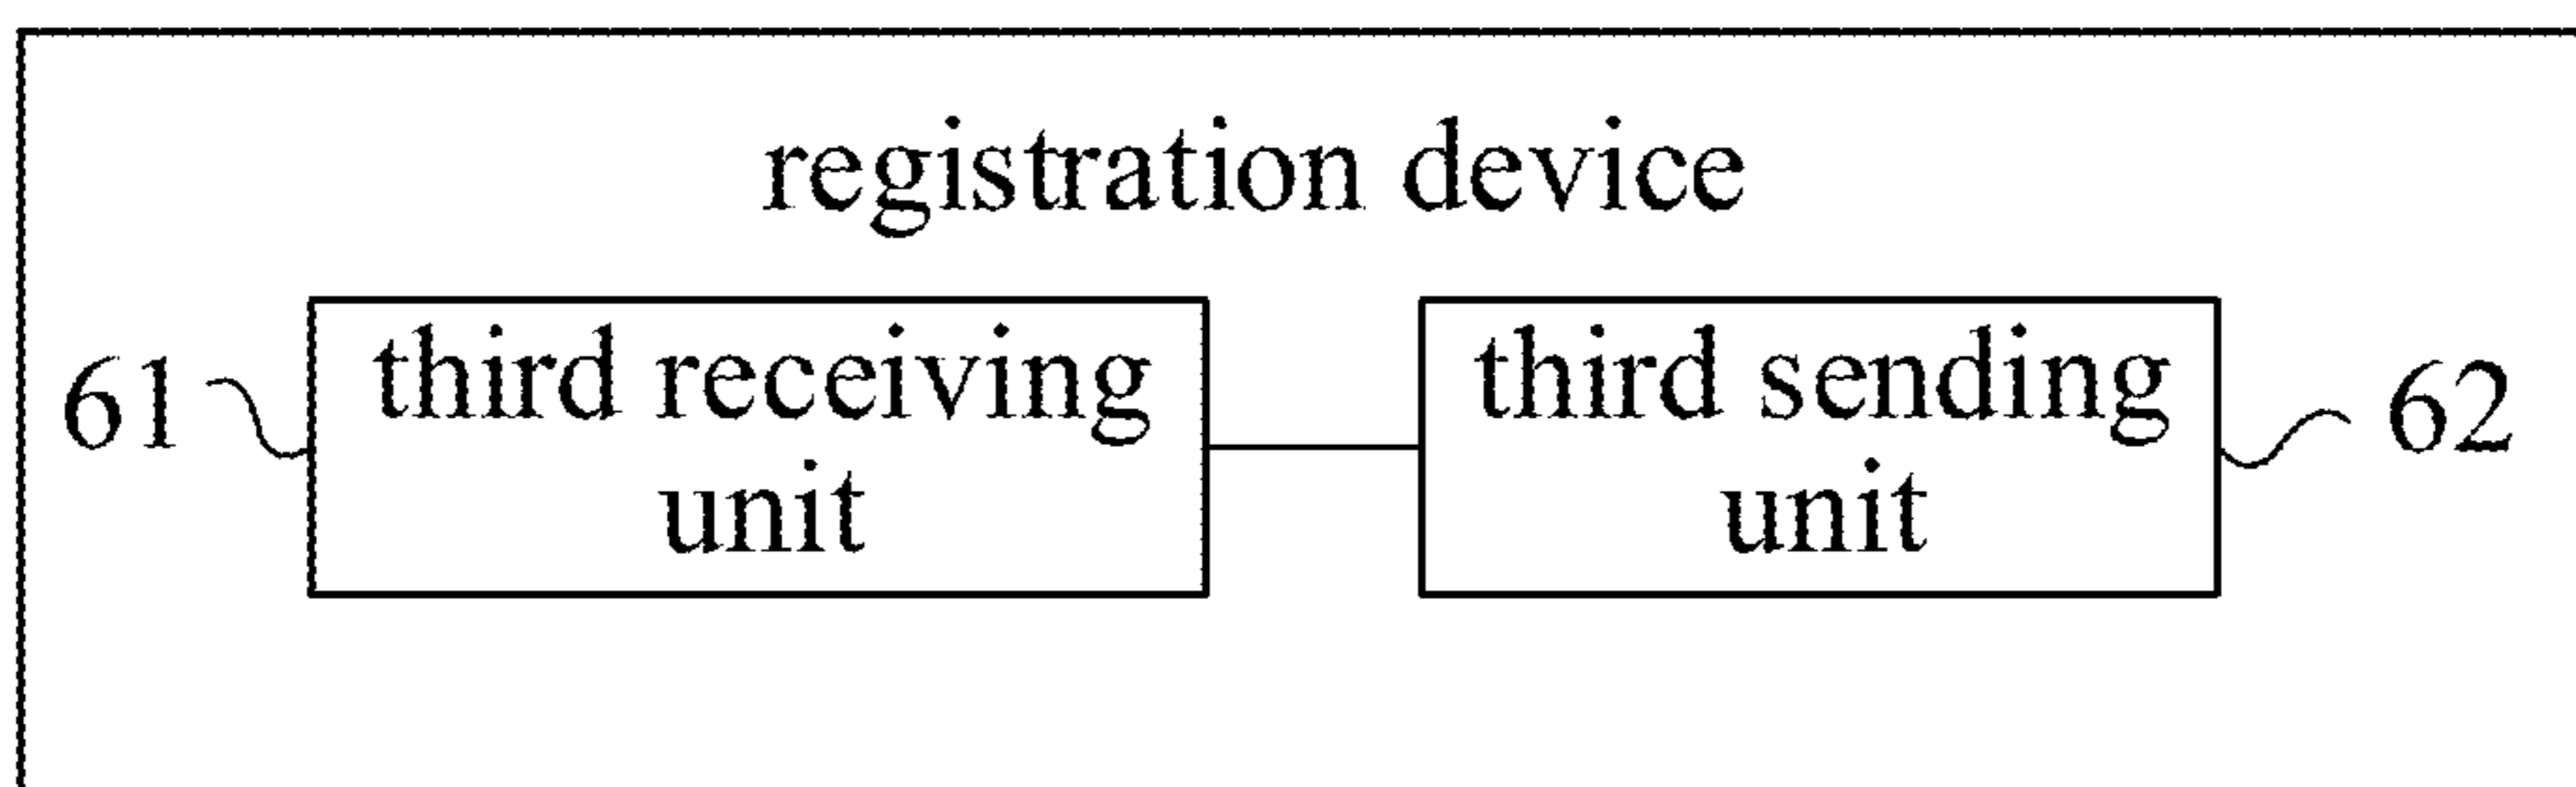 registration device
61
third receiving
unit
third sending
unit
62